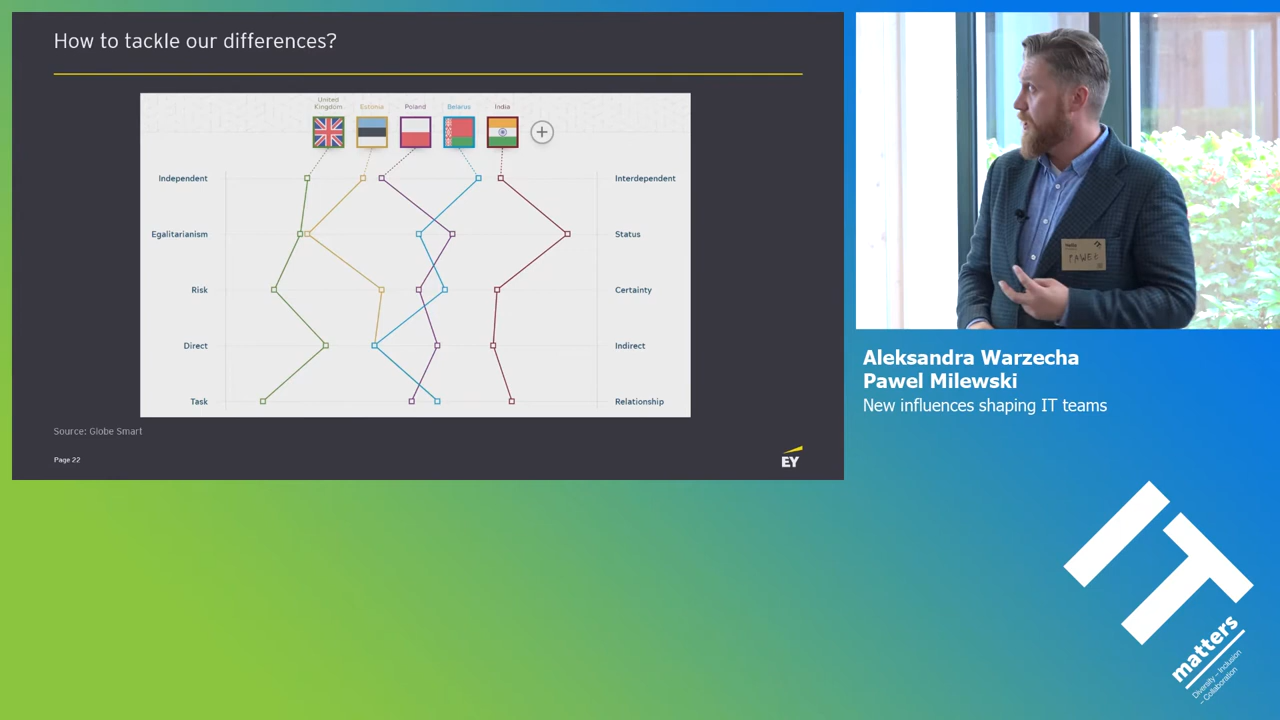 How to tackle our differences?
United
Kingdom
Estonia
Poland
Belarus
India
Independent
Interdependent
Egalitarianism
Status
Risk
Certainty
Direct
Indirect
Task
Relationship
Source: Globe Smart
Page 22
EY
PAWEŁ
Aleksandra Warzecha
Pawel Milewski
New influences shaping IT teams
IT
matters
Diversity – Inclusion
– Collaboration